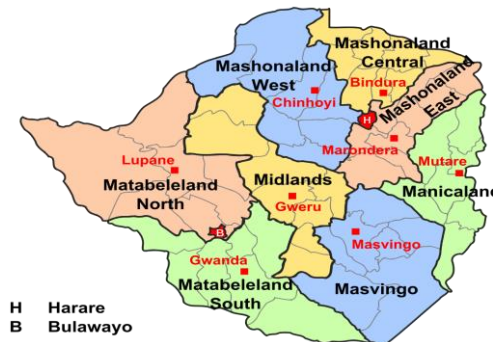 Mashonaland
Central
Bindura
Mashonaland
West
Chinhoyi
Mashonaland
East
H
Marondera
Mutare
Manicaland
Lupane
Matabeleland
North
Midlands
Gweru
B
Masvingo
Masvingo
Gwanda
Matabeleland
South
H Harare
B Bulawayo